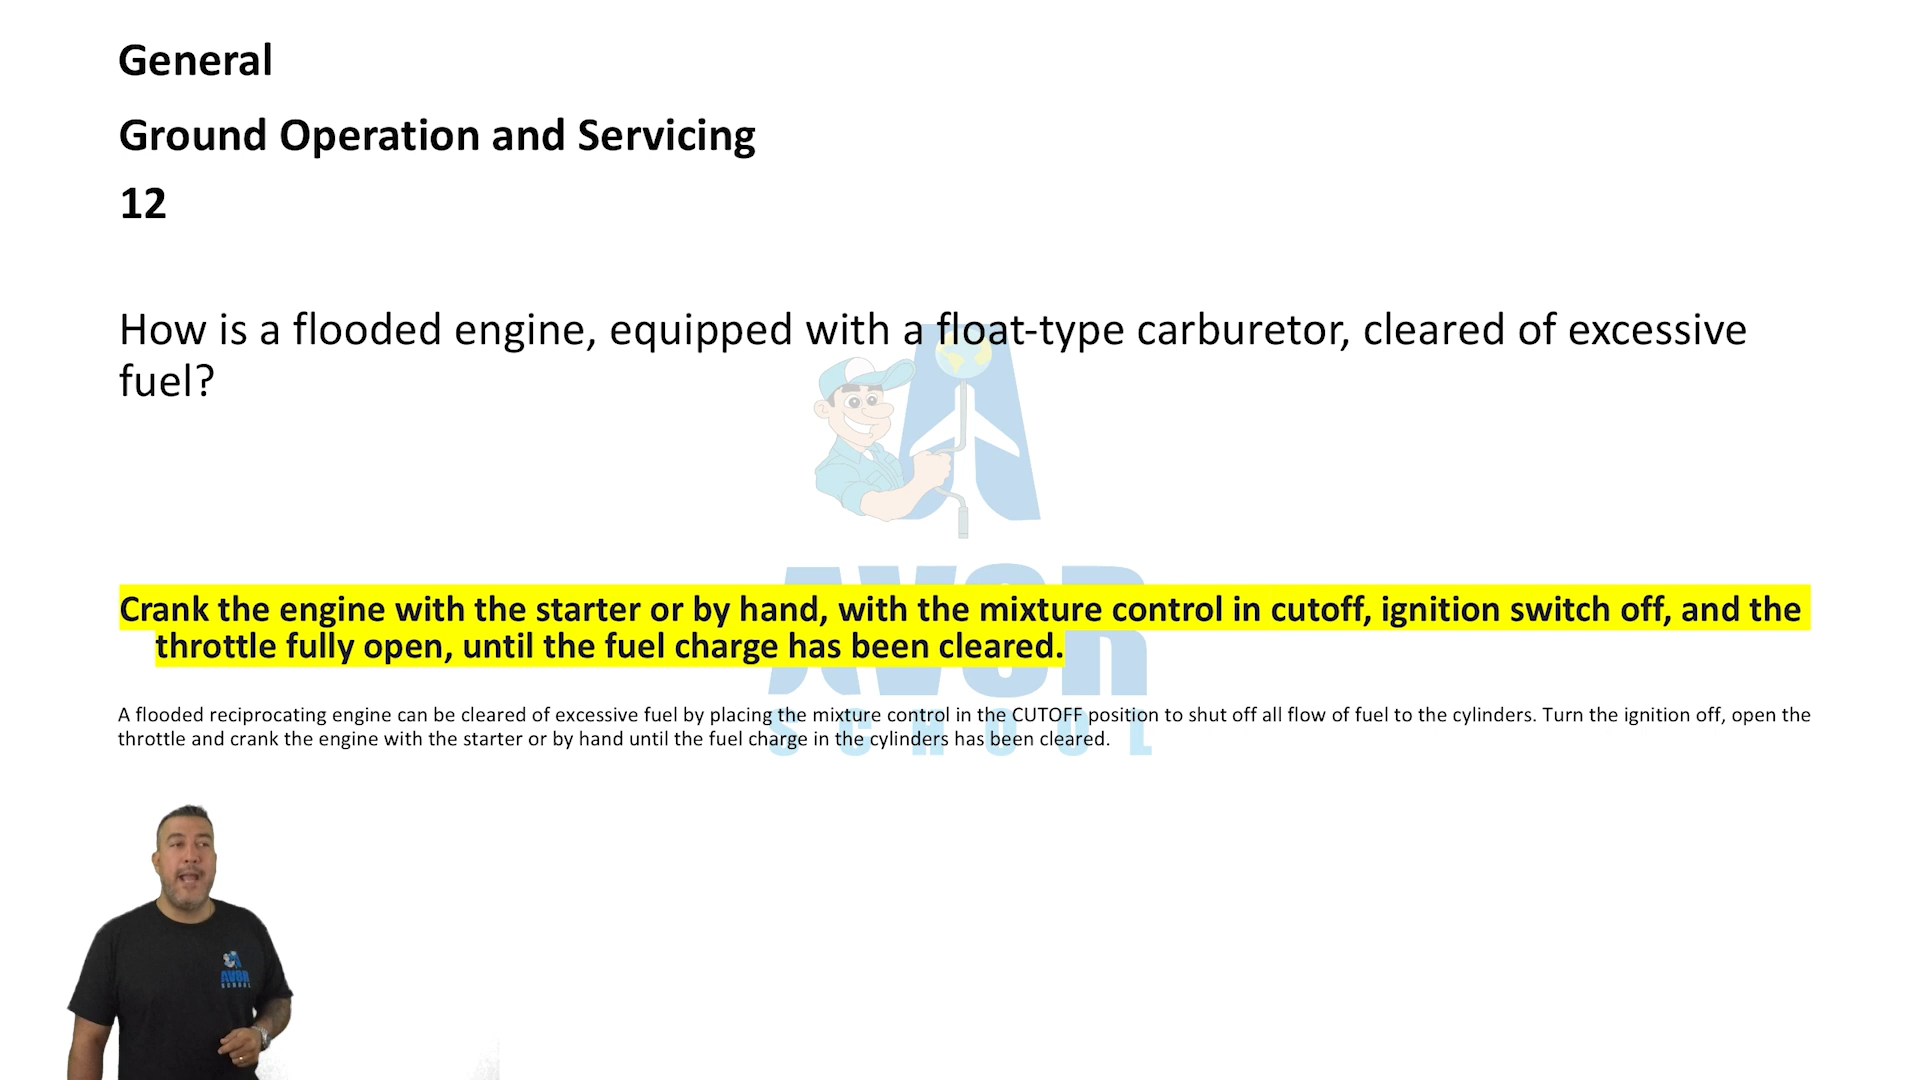 General
Ground Operation and Servicing
12
How is a flooded engine, equipped with a float-type carburetor, cleared of excessive
fuel?
Crank the engine with the starter or by hand, with the mixture control in cutoff, ignition switch off, and the
throttle fully open, until the fuel charge has been cleared.
AV8R
SCHOOL
A flooded reciprocating engine can be cleared of excessive fuel by placing the mixture control in the CUTOFF position to shut off all flow of fuel to the cylinders. Turn the ignition off, open the
throttle and crank the engine with the starter or by hand until the fuel charge in the cylinders has been cleared.
AV8R
SCHOOL